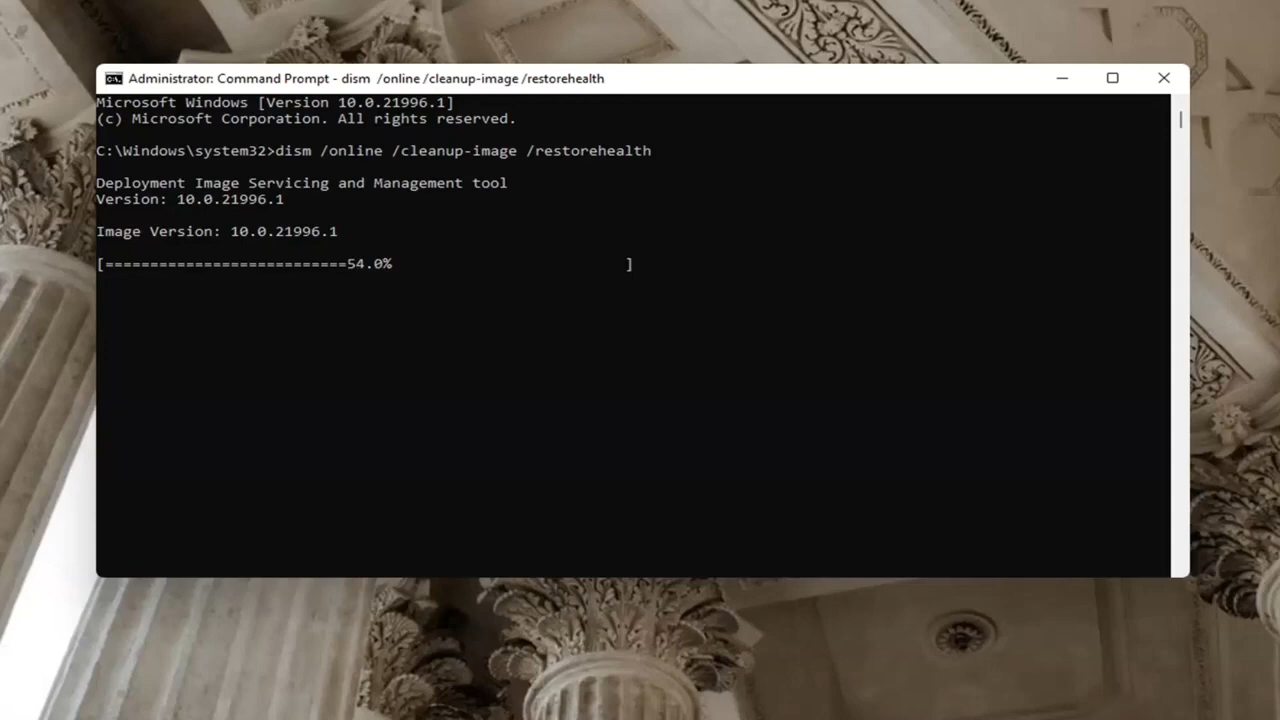 Administrator: Command Prompt - dism  /online /cleanup-image /restorehealth
Microsoft Windows [Version 10.0.21996.1]
(c) Microsoft Corporation. All rights reserved.
C:\Windows\system32>dism /online /cleanup-image /restorehealth
Deployment Image Servicing and Management tool
Version: 10.0.21996.1
Image Version: 10.0.21996.1
[===========================54.0%                          ]